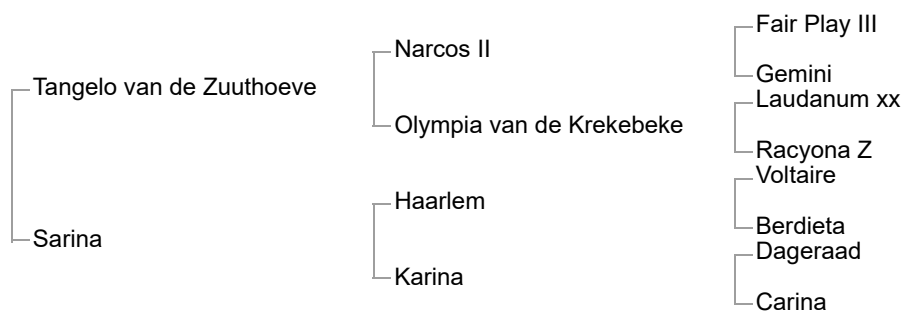 Fair Play III
Narcos II
Gemini
Tangelo van de Zuuthoeve
Laudanum xx
Olympia van de Krekebeke
Racyona Z
Voltaire
Haarlem
Berdieta
Sarina
Dageraad
Karina
Carina